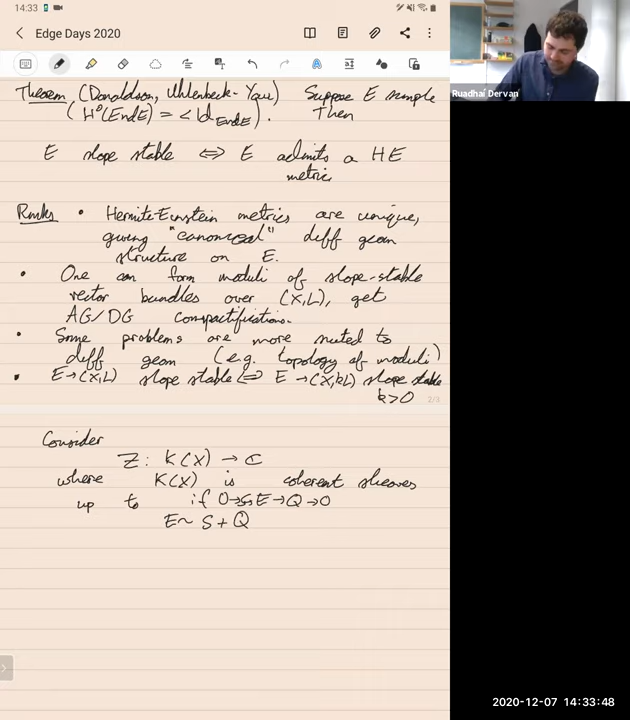 14:33
Edge Days 2020
Theorem (Donaldson, Uhlenbeck-Yau) Suppose E simple
( H⁰(End E) = <Id_{End E}> ). Then
E slope stable <=> E admits a HE
metric
Rmks • Hermite-Einstein metrics are unique,
giving "canonical" diff geom
structure on E.
• One can form moduli of slope-stable
vector bundles over (X,L), get
AG/DG compactifications.
• Some problems are more suited to
diff geom (e.g. topology of moduli)
• E→(X,L) slope stable <=> E→(X,kL) slope stable
k>0
2/3
Consider
Z: K(X) → ℂ
where K(X) is coherent sheaves
up to if 0→S→E→Q→0
E~ S+Q
Ruadhaí Dervan
2020-12-07 14:33:48